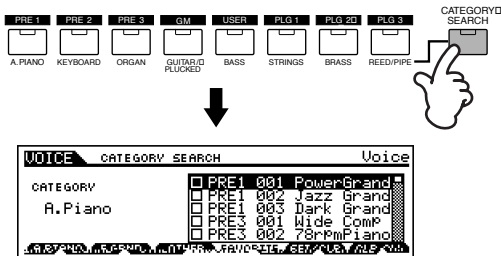 PRE 1 PRE 2 PRE 3 GM USER PLG 1 PLG 2 PLG 3
CATEGORY
SEARCH
A.PIANO KEYBOARD ORGAN GUITAR/ BASS STRINGS BRASS REED/PIPE
PLUCKED
VOICE CATEGORY SEARCH Voice
PRE1 001 PowerGrand
CATEGORY
PRE1 002 Jazz Grand
A.Piano
PRE1 003 Dark Grand
PRE3 001 Wide Comp
PRE3 002 78rpmPiano